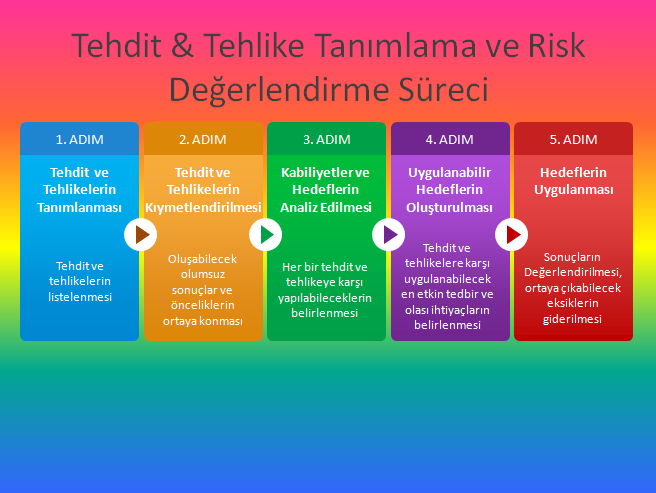 Tehdit & Tehlike Tanımlama ve Risk
Değerlendirme Süreci
1. ADIM
Tehdit ve
Tehlikelerin
Tanımlanması
Tehdit ve
tehlikelerin
listelenmesi
2. ADIM
Tehdit ve
Tehlikelerin
Kıymetlendirilmesi
Oluşabilecek
olumsuz
sonuçlar ve
önceliklerin
ortaya konması
3. ADIM
Kabiliyetler ve
Hedeflerin
Analiz Edilmesi
Her bir tehdit ve
tehlikeye karşı
yapılabileceklerin
belirlenmesi
4. ADIM
Uygulanabilir
Hedeflerin
Oluşturulması
Tehdit ve
tehlikelere karşı
uygulanabilecek
en etkin tedbir ve
olası ihtiyaçların
belirlenmesi
5. ADIM
Hedeflerin
Uygulanması
Sonuçların
Değerlendirilmesi,
ortaya çıkabilecek
eksiklerin
giderilmesi